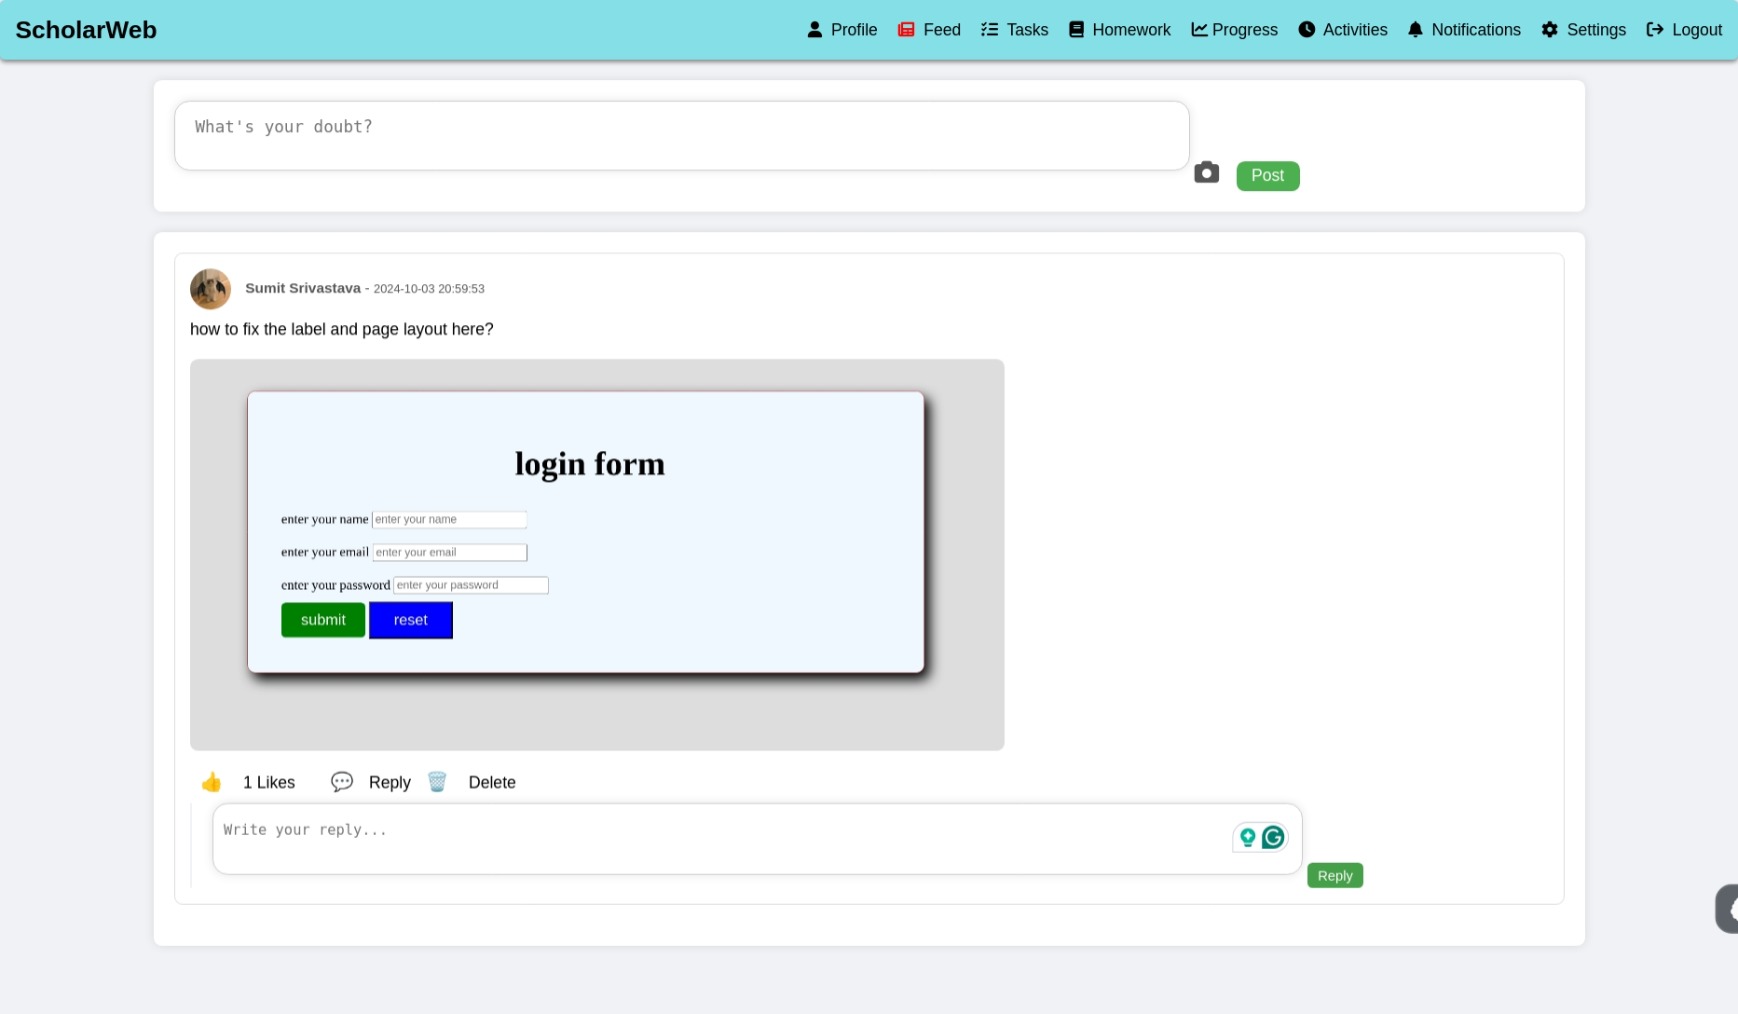 ScholarWeb Profile Feed Tasks Homework Progress Activities Notifications Settings Logout
What's your doubt?
Post
Sumit Srivastava - 2024-10-03 20:59:53
how to fix the label and page layout here?
login form
enter your name enter your name
enter your email enter your email
enter your password enter your password
submit reset
1 Likes Reply Delete
Write your reply...
Reply